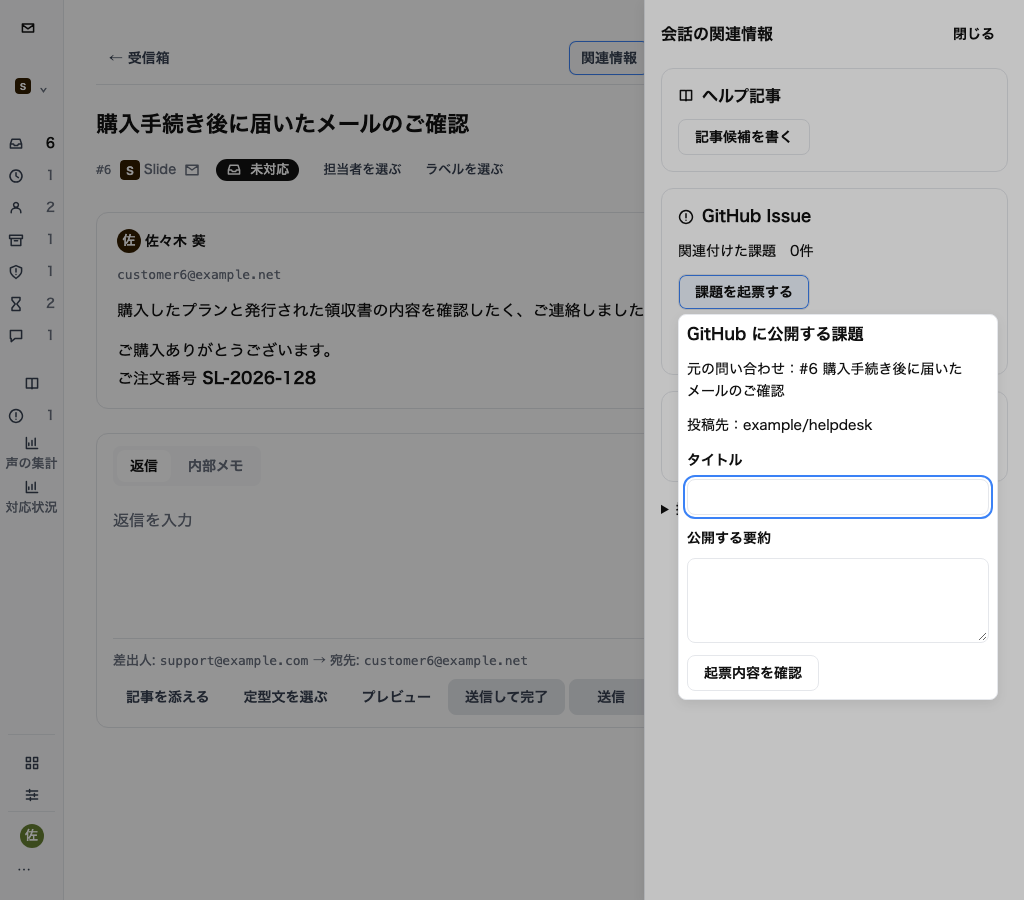 S
6
1
2
1
1
2
1
1
声の集計
対応状況
佐
…
← 受信箱
関連情報
購入手続き後に届いたメールのご確認
#6 S Slide 未対応 担当者を選ぶ ラベルを選ぶ
佐 佐々木 葵
customer6@example.net
購入したプランと発行された領収書の内容を確認したく、ご連絡しました
ご購入ありがとうございます。
ご注文番号 SL-2026-128
返信 内部メモ
返信を入力
差出人: support@example.com → 宛先: customer6@example.net
記事を添える 定型文を選ぶ プレビュー 送信して完了 送信
会話の関連情報 閉じる
ヘルプ記事
記事候補を書く
GitHub Issue
関連付けた課題 0件
課題を起票する
GitHub に公開する課題
元の問い合わせ：#6 購入手続き後に届いた
メールのご確認
投稿先：example/helpdesk
タイトル
公開する要約
起票内容を確認